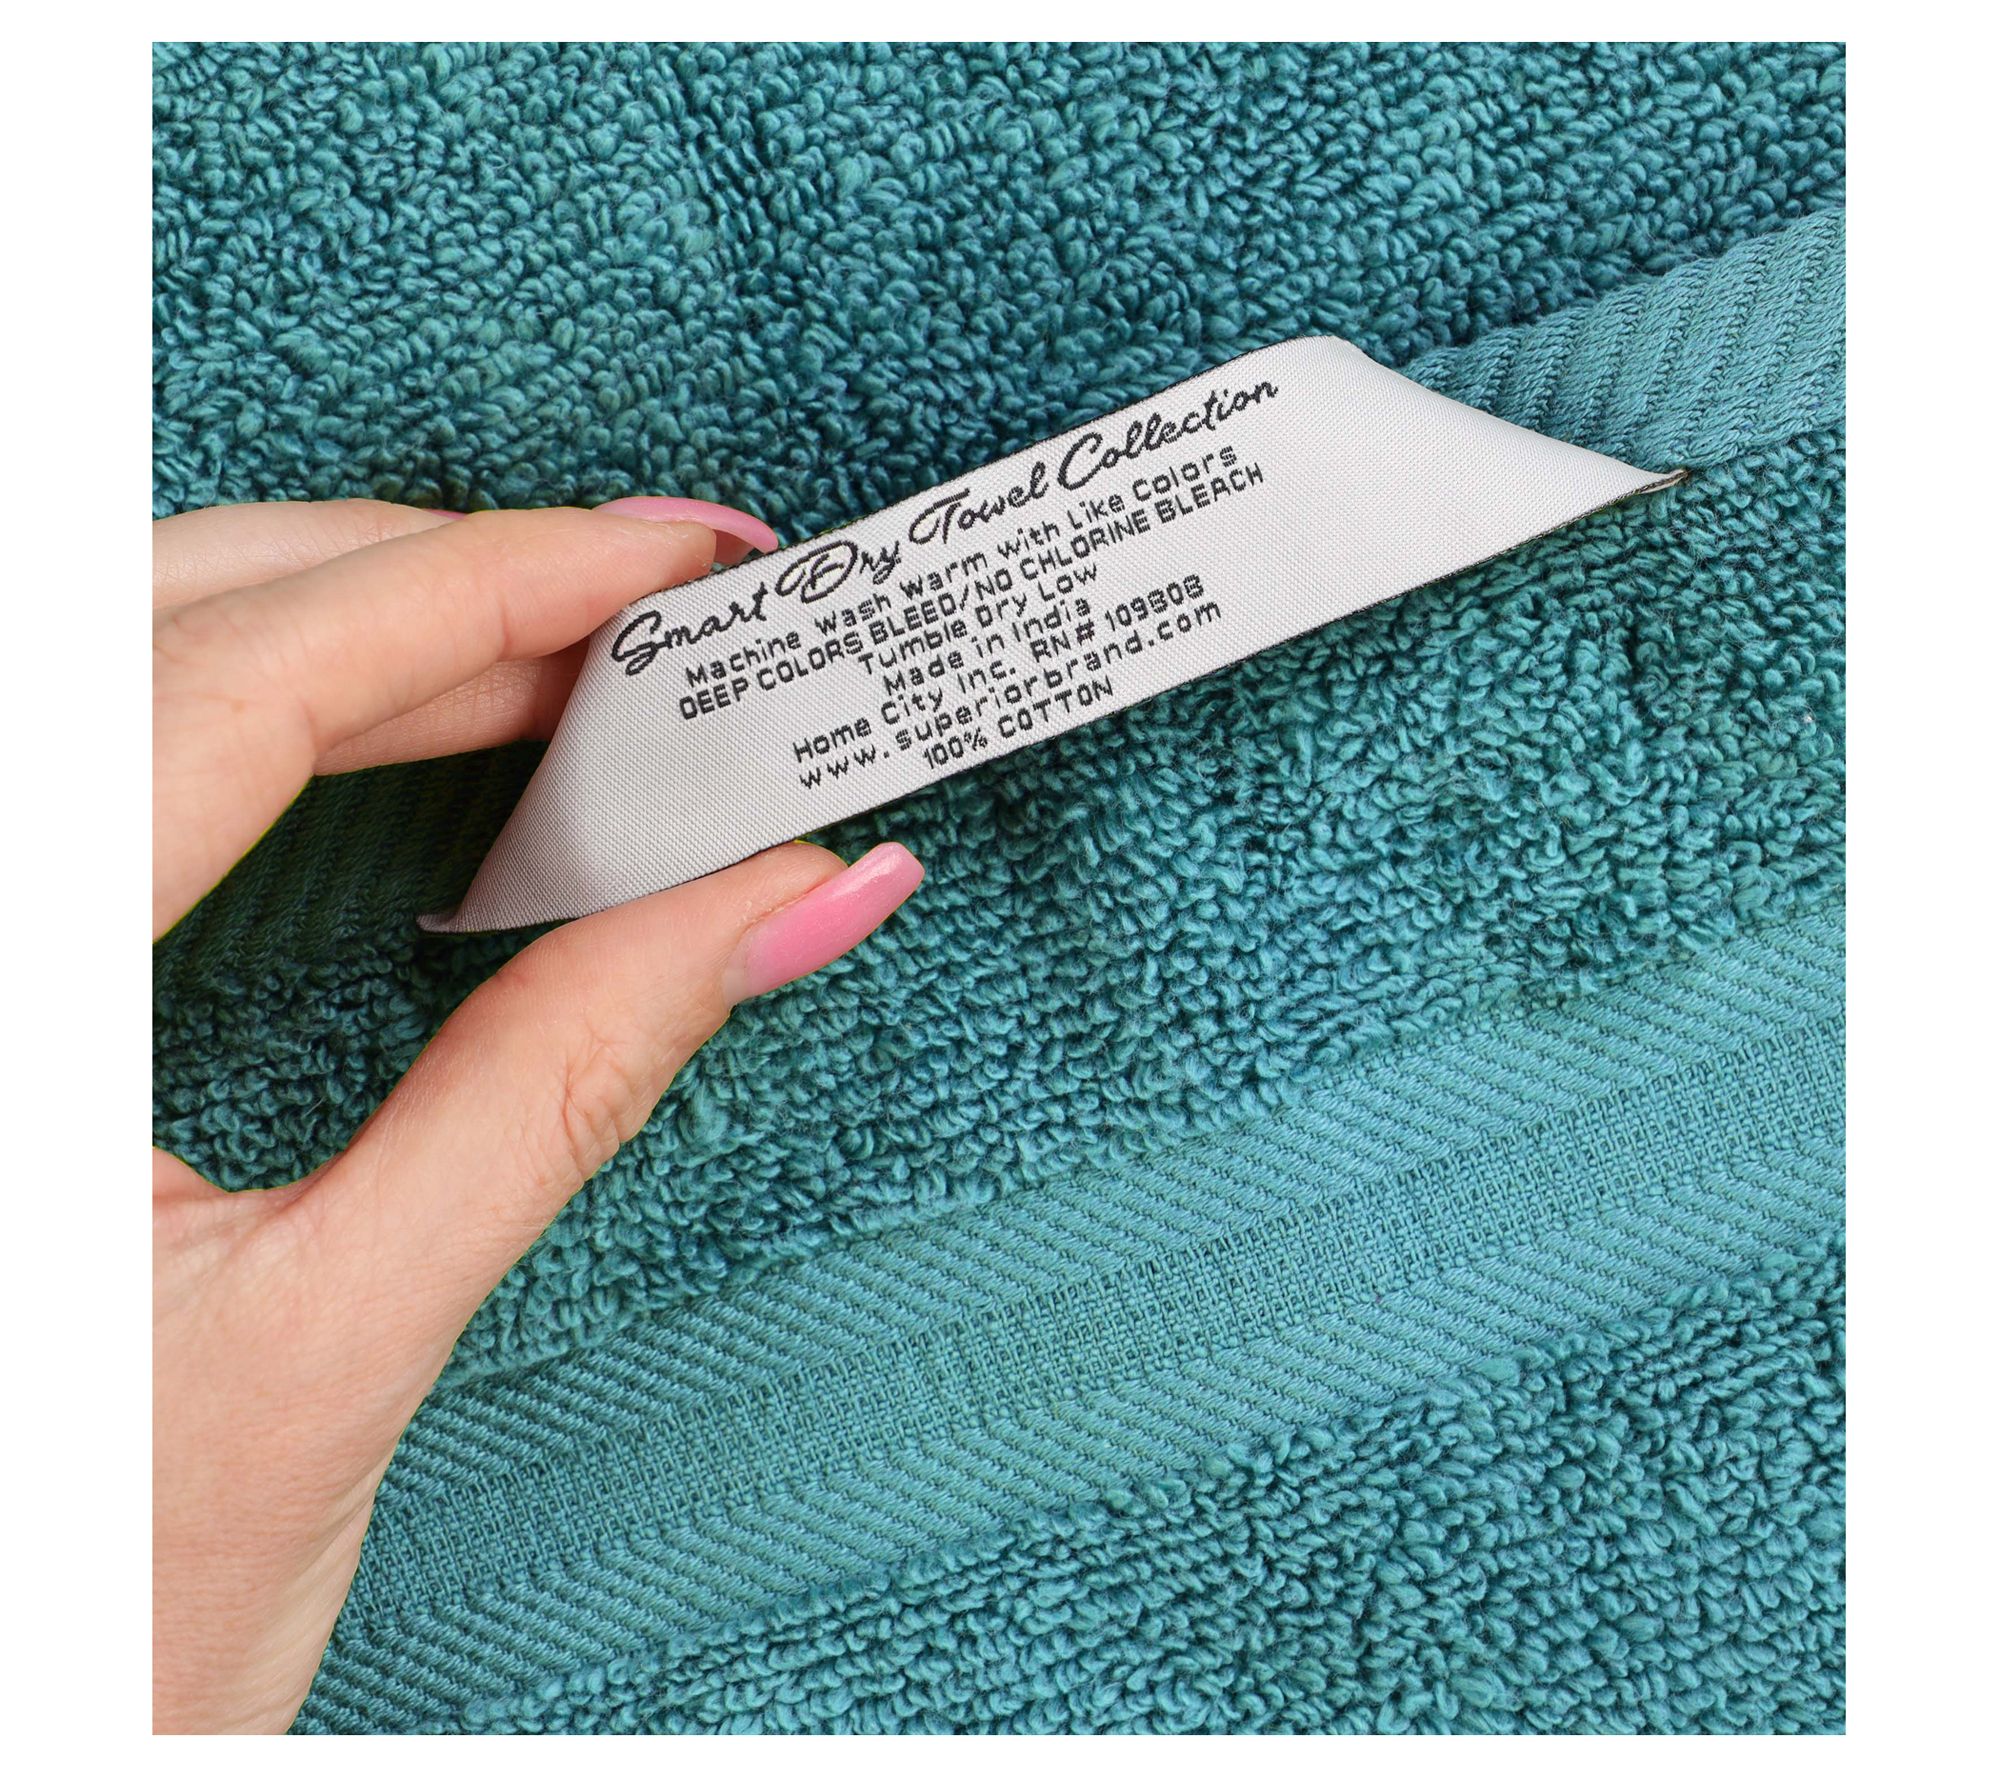 Smart Dry Towel Collection
Machine Wash Warm With Like Colors
DEEP COLORS BLEED/NO CHLORINE BLEACH
Tumble Dry Low
Made in India
Home City Inc. RN# 109808
www.superiorbrand.com
100% COTTON